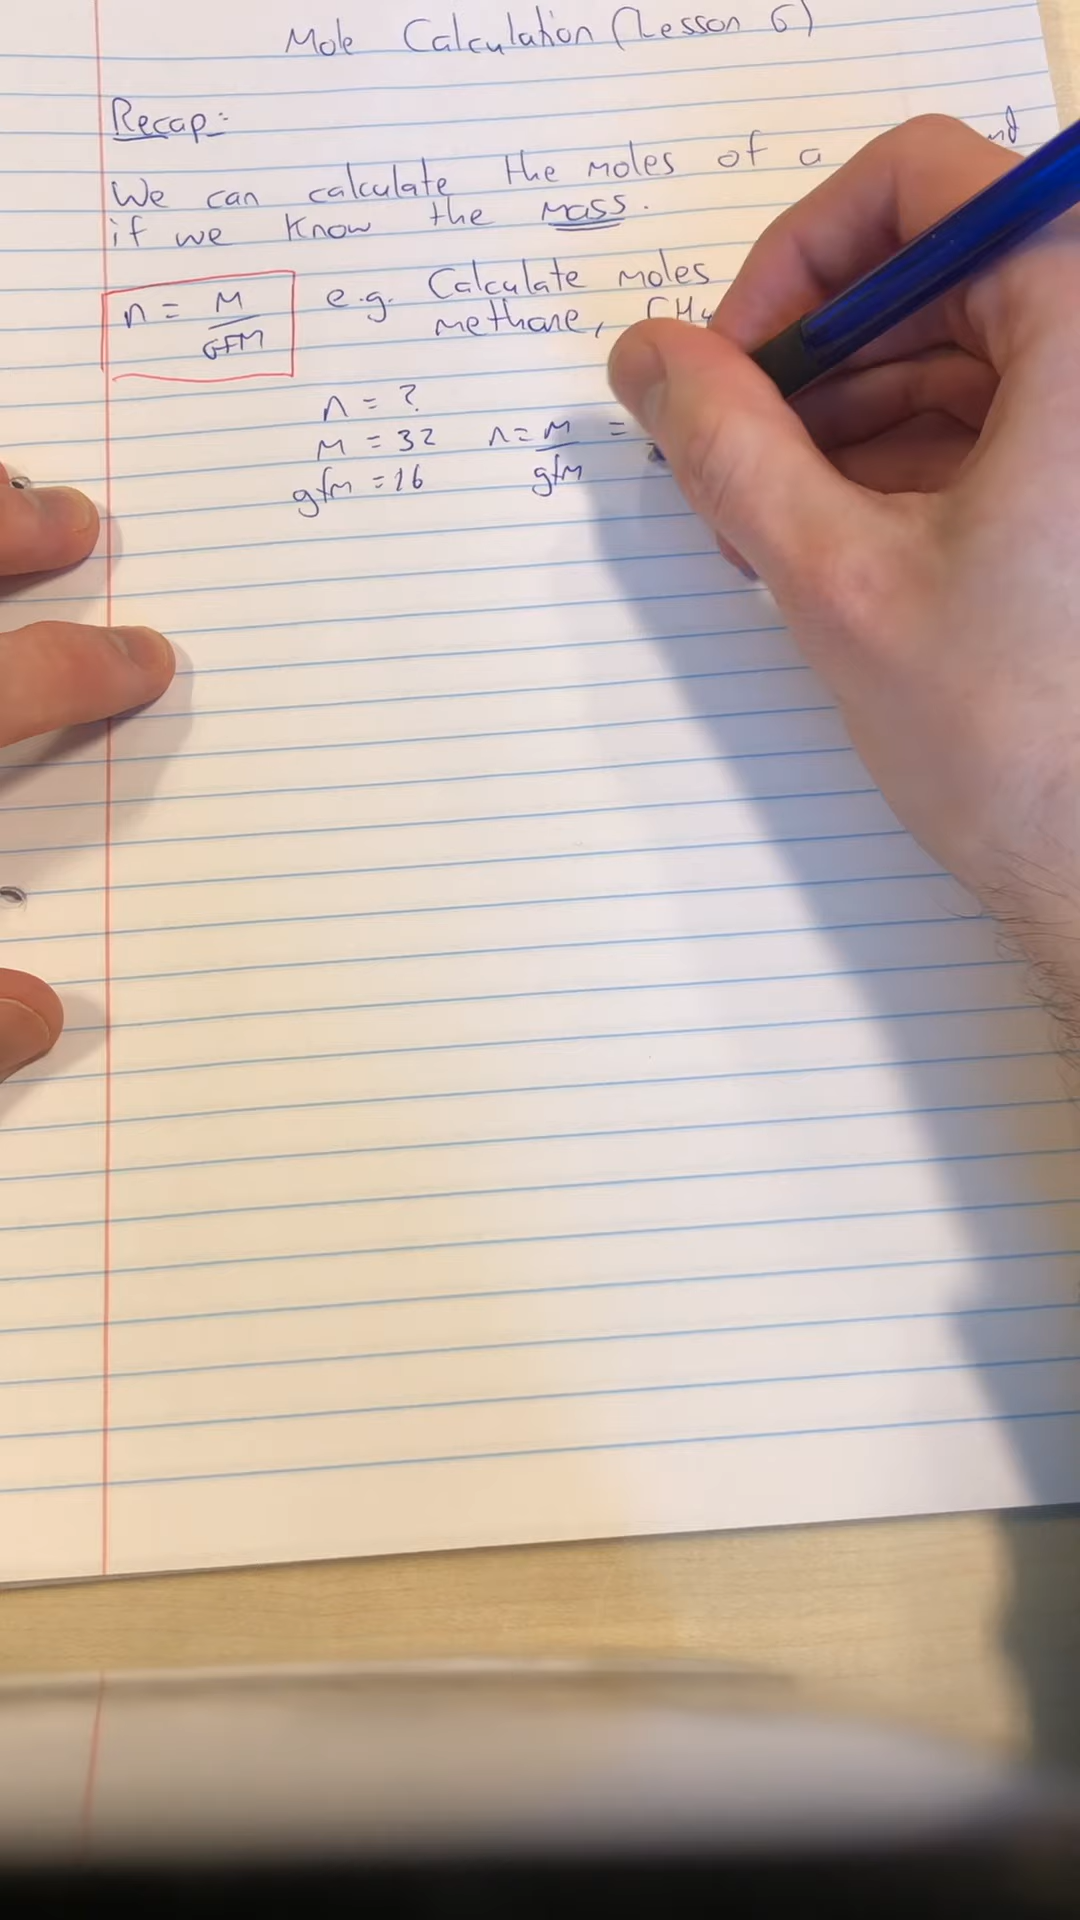 Mole Calculation (Lesson 6)
Recap:
We can calculate the moles of a
if we know the mass.
n = m / GFM
e.g. Calculate moles
methane, CH4
n = ?
m = 32
gfm = 16
n = m / gfm =